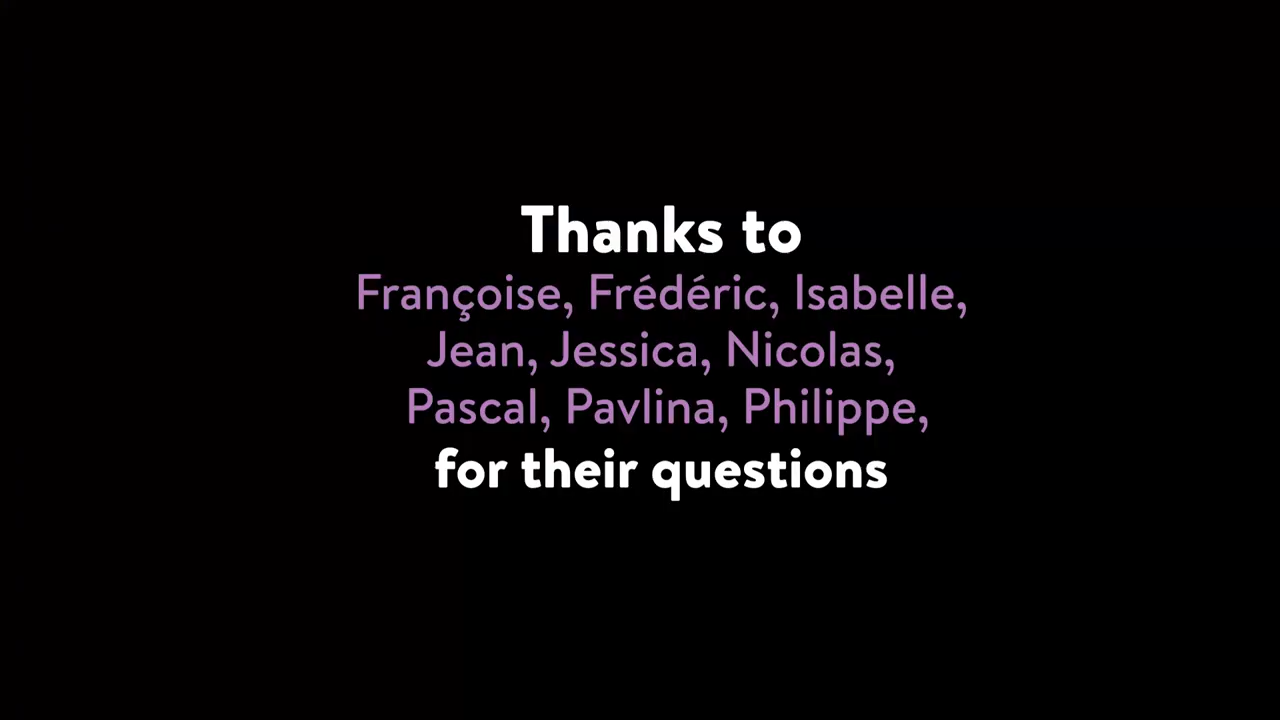 Thanks to
Françoise, Frédéric, Isabelle,
Jean, Jessica, Nicolas,
Pascal, Pavlina, Philippe,
for their questions